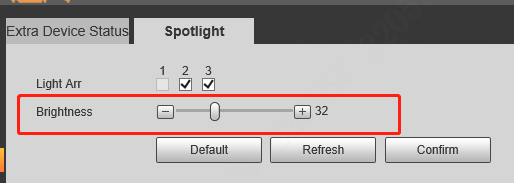 Extra Device Status Spotlight
1 2 3
Light Arr
Brightness 32
Default Refresh Confirm